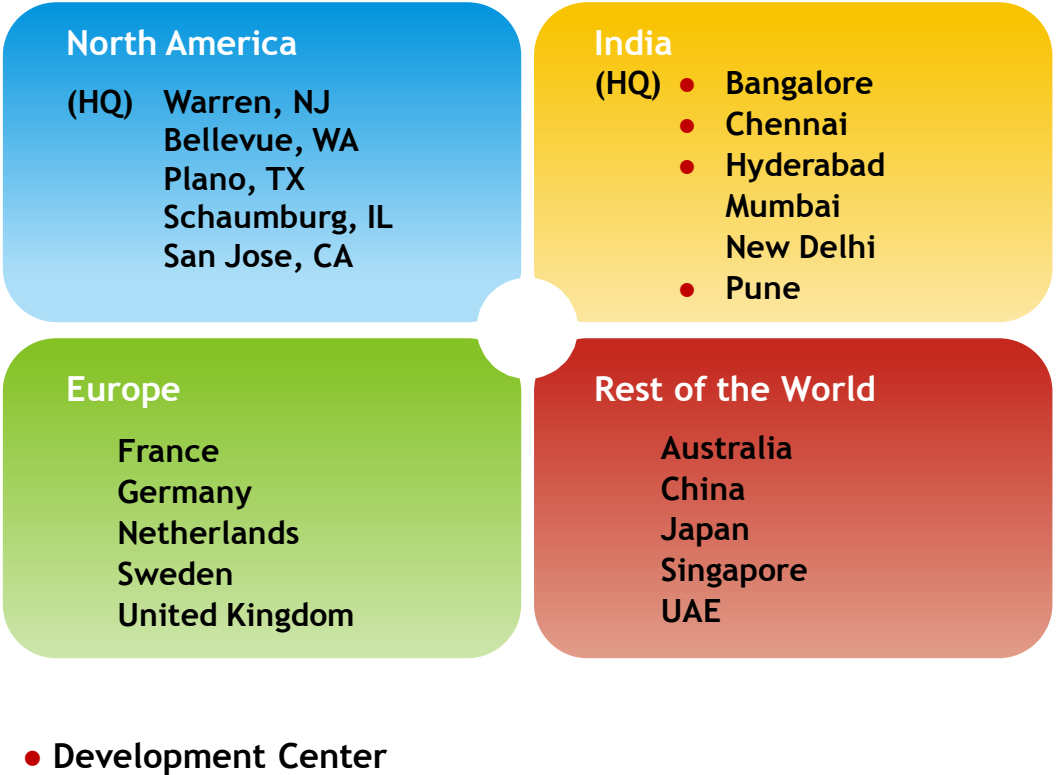 North America
(HQ) Warren, NJ
Bellevue, WA
Plano, TX
Schaumburg, IL
San Jose, CA
India
(HQ) ● Bangalore
● Chennai
● Hyderabad
Mumbai
New Delhi
● Pune
Europe
France
Germany
Netherlands
Sweden
United Kingdom
Rest of the World
Australia
China
Japan
Singapore
UAE
● Development Center